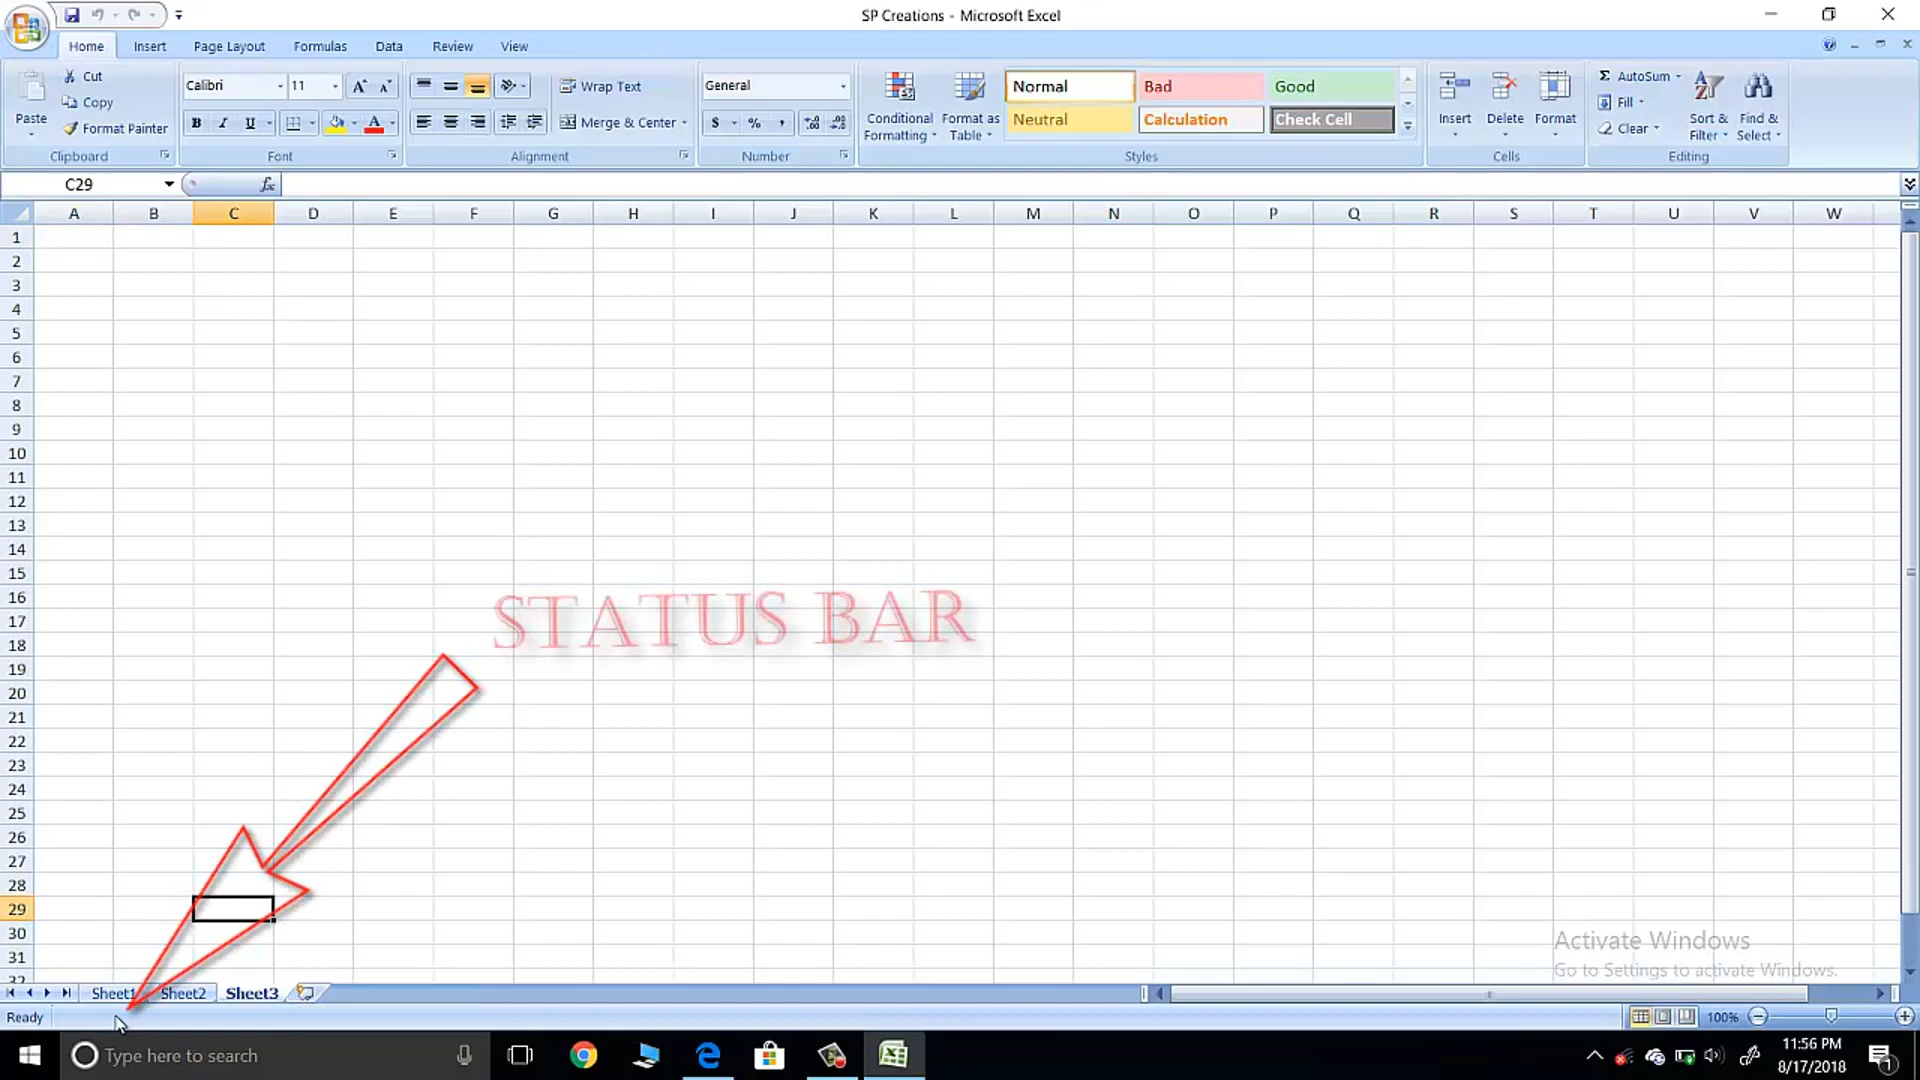 SP Creations - Microsoft Excel
Home Insert Page Layout Formulas Data Review View
Paste
Cut
Copy
Format Painter
Clipboard
Calibri 11
B I U A
Font
Wrap Text
Merge & Center
Alignment
General
$ % ,
Number
Conditional Formatting
Format as Table
Normal Bad Good
Neutral Calculation Check Cell
Styles
Insert Delete Format
Cells
Σ AutoSum
Fill
Clear
Sort & Filter
Find & Select
Editing
C29 fx
A B C D E F G H I J K L M N O P Q R S T U V W
1
2
3
4
5
6
7
8
9
10
11
12
13
14
15
16
17
18
19
20
21
22
23
24
25
26
27
28
29
30
31
32
STATUS BAR
Activate Windows
Go to Settings to activate Windows.
Sheet1 Sheet2 Sheet3
Ready 100%
Type here to search
11:56 PM
8/17/2018
1